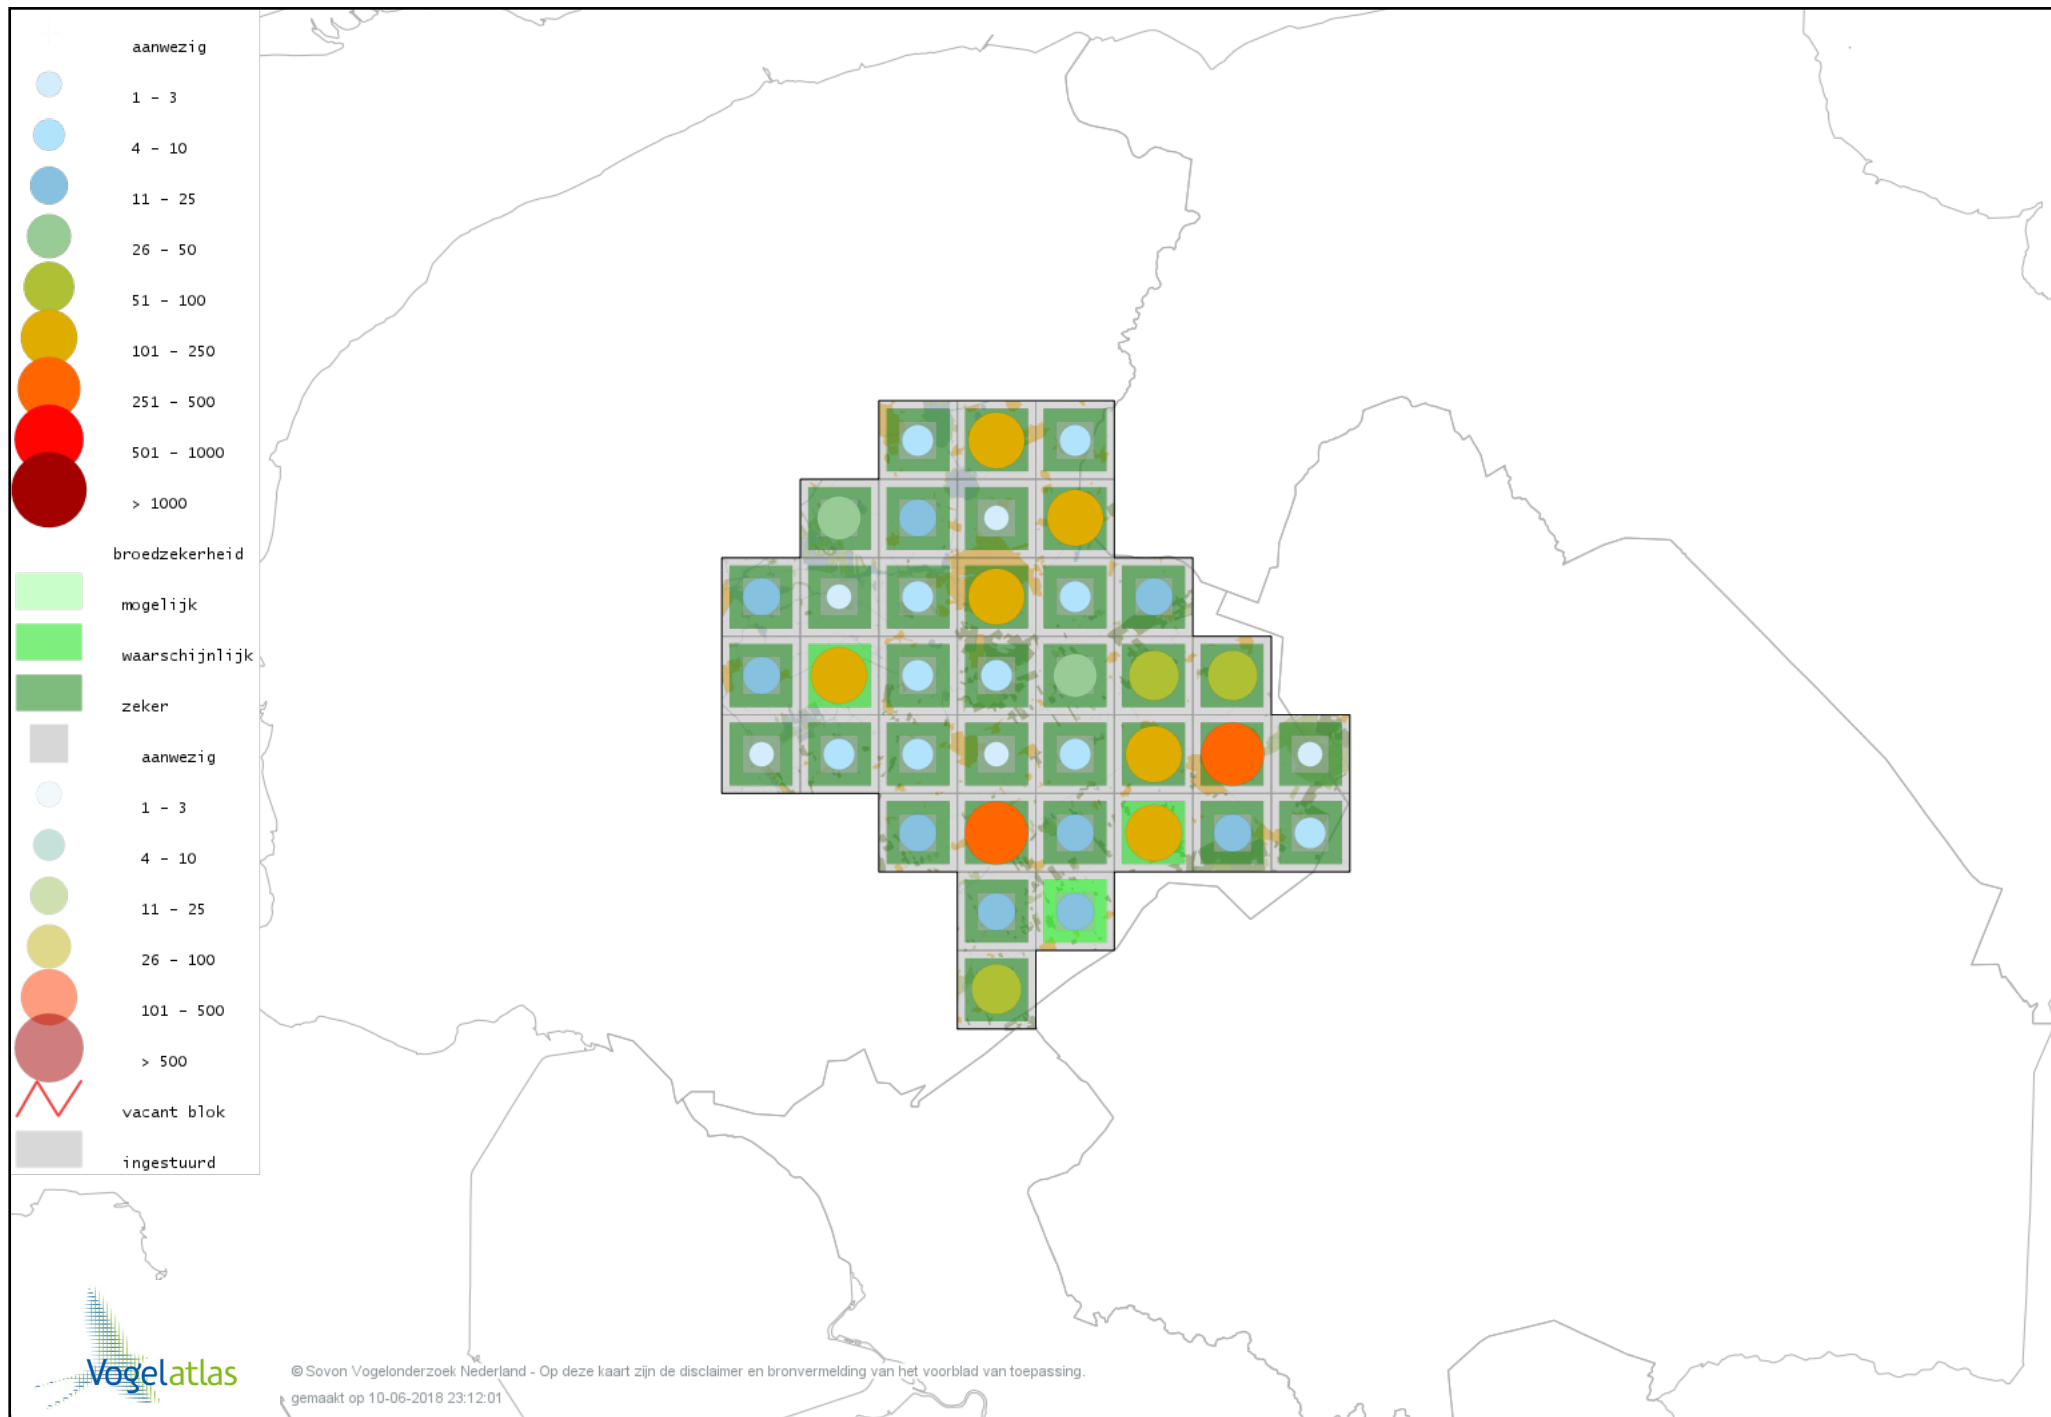 aanwezig
1 - 3
4 - 10
11 - 25
26 - 50
51 - 100
101 - 250
251 - 500
501 - 1000
> 1000
broedzekerheid
mogelijk
waarschijnlijk
zeker
aanwezig
1 - 3
4 - 10
11 - 25
26 - 100
101 - 500
> 500
vacant blok
ingestuurd
Vogelatlas
© Sovon Vogelonderzoek Nederland - Op deze kaart zijn de disclaimer en bronvermelding van het voorblad van toepassing.
gemaakt op 10-06-2018 23:12:01